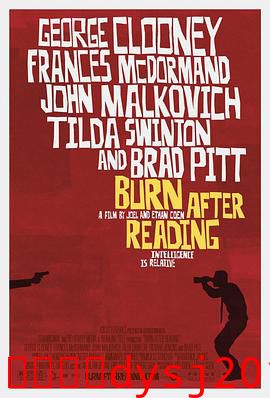 GEORGE CLOONEY
FRANCES McDORMAND
JOHN MALKOVICH
TILDA SWINTON
AND BRAD PITT
BURN AFTER
A FILM BY JOEL AND ETHAN COEN
READING
INTELLIGENCE
IS RELATIVE
dysj20